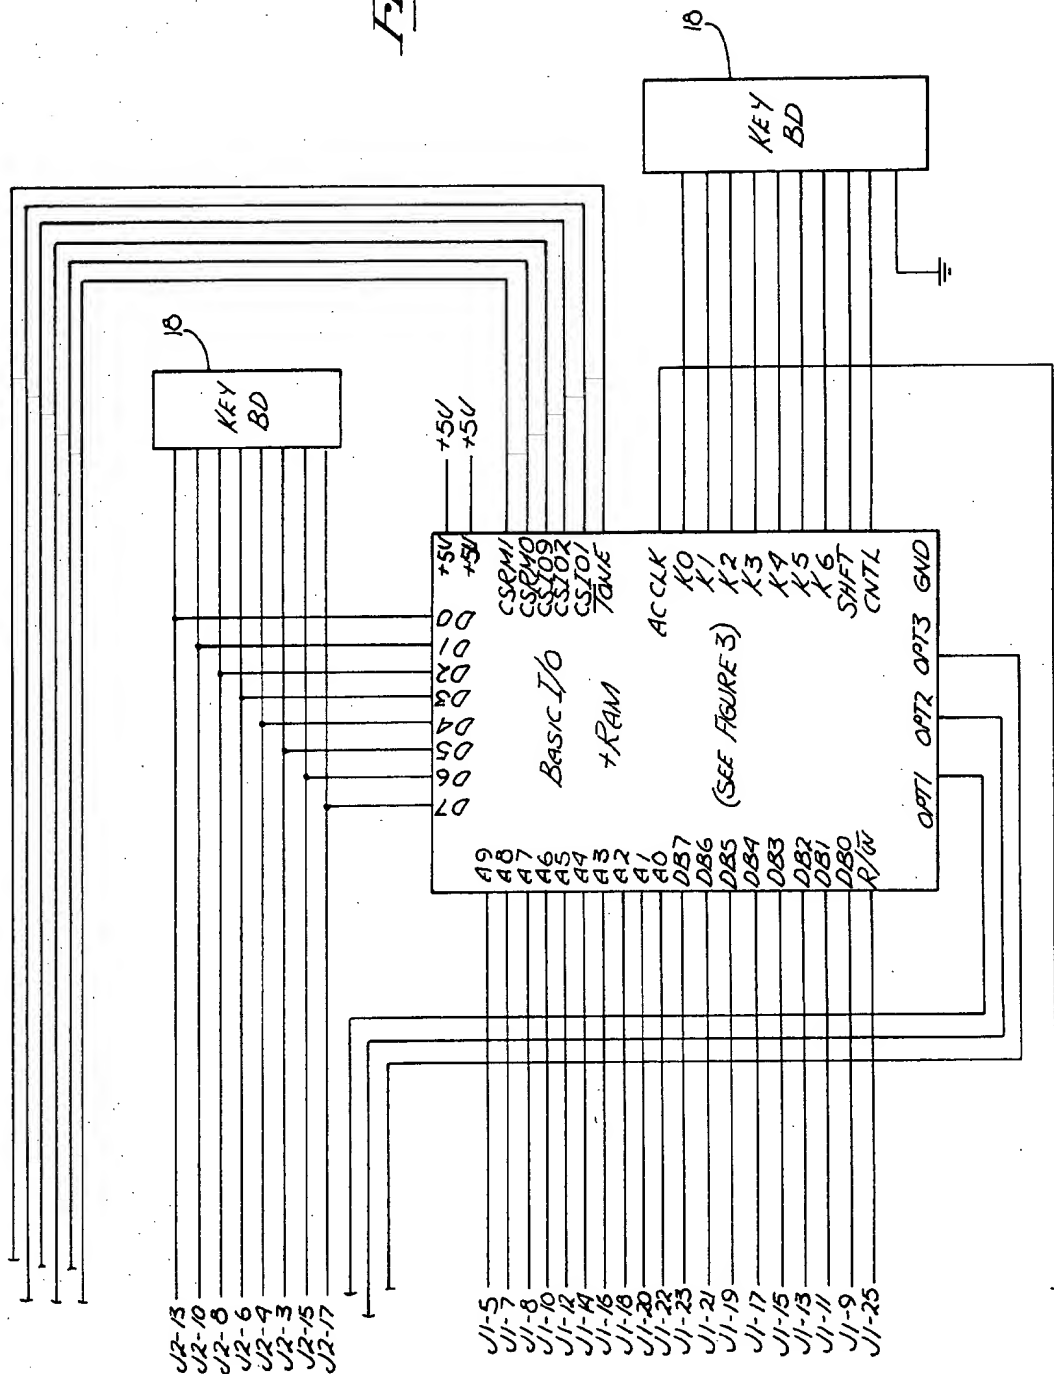 18
KEY
BD
18
KEY
BD
+5V
+5V
+5V
+5V
D0
D1
D2
D3
D4
D5
D6
D7
CSRM1
CSRM0
CSIO9
CSIO2
CSIO1
TONE
BASIC I/O
+RAM
(SEE FIGURE 3)
AC CLK
K0
K1
K2
K3
K4
K5
K6
SHFT
CNTL
GND
OPT1
OPT2
OPT3
A9
A8
A7
A6
A5
A4
A3
A2
A1
A0
DB7
DB6
DB5
DB4
DB3
DB2
DB1
DB0
R/W̅
J2-13
J2-10
J2-8
J2-6
J2-4
J2-3
J2-15
J2-17
J1-5
J1-7
J1-8
J1-10
J1-12
J1-14
J1-16
J1-18
J1-20
J1-22
J1-23
J1-21
J1-19
J1-17
J1-15
J1-13
J1-11
J1-9
J1-25